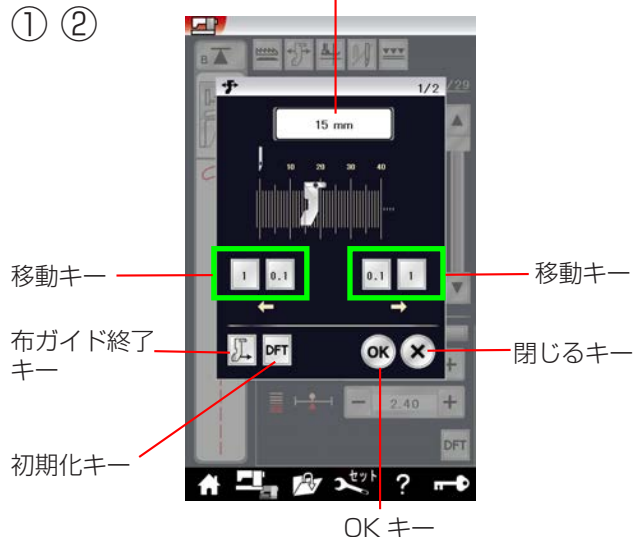 ① ②
B
1/2
/29
15 mm
10 20 30 40
移動キー
1 0.1
0.1 1
移動キー
布ガイド終了
キー
DFT
OK
閉じるキー
初期化キー
2.40
DFT
セット
?
OK キー